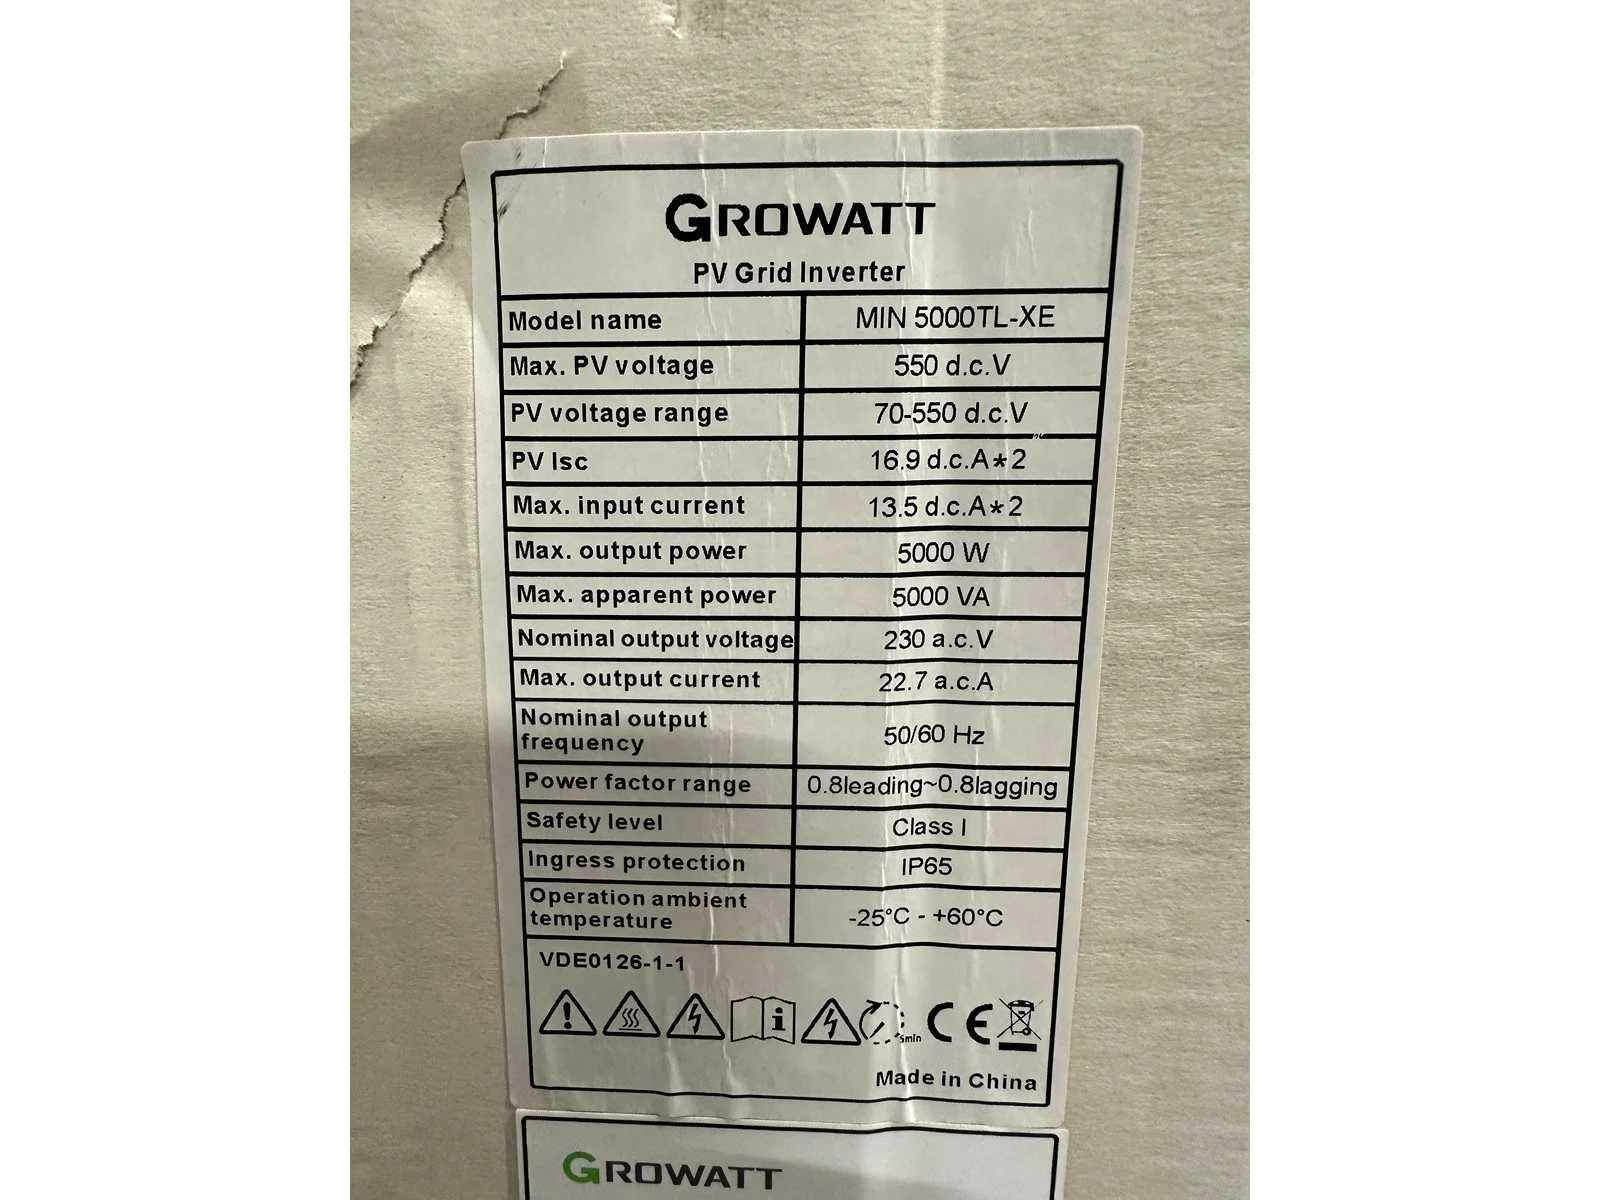 GROWATT
PV Grid Inverter
Model name MIN 5000TL-XE
Max. PV voltage 550 d.c.V
PV voltage range 70-550 d.c.V
PV Isc 16.9 d.c.A*2
Max. input current 13.5 d.c.A*2
Max. output power 5000 W
Max. apparent power 5000 VA
Nominal output voltage 230 a.c.V
Max. output current 22.7 a.c.A
Nominal output
frequency 50/60 Hz
Power factor range 0.8leading~0.8lagging
Safety level Class I
Ingress protection IP65
Operation ambient
temperature -25°C - +60°C
VDE0126-1-1
5min CE
Made in China
GROWATT